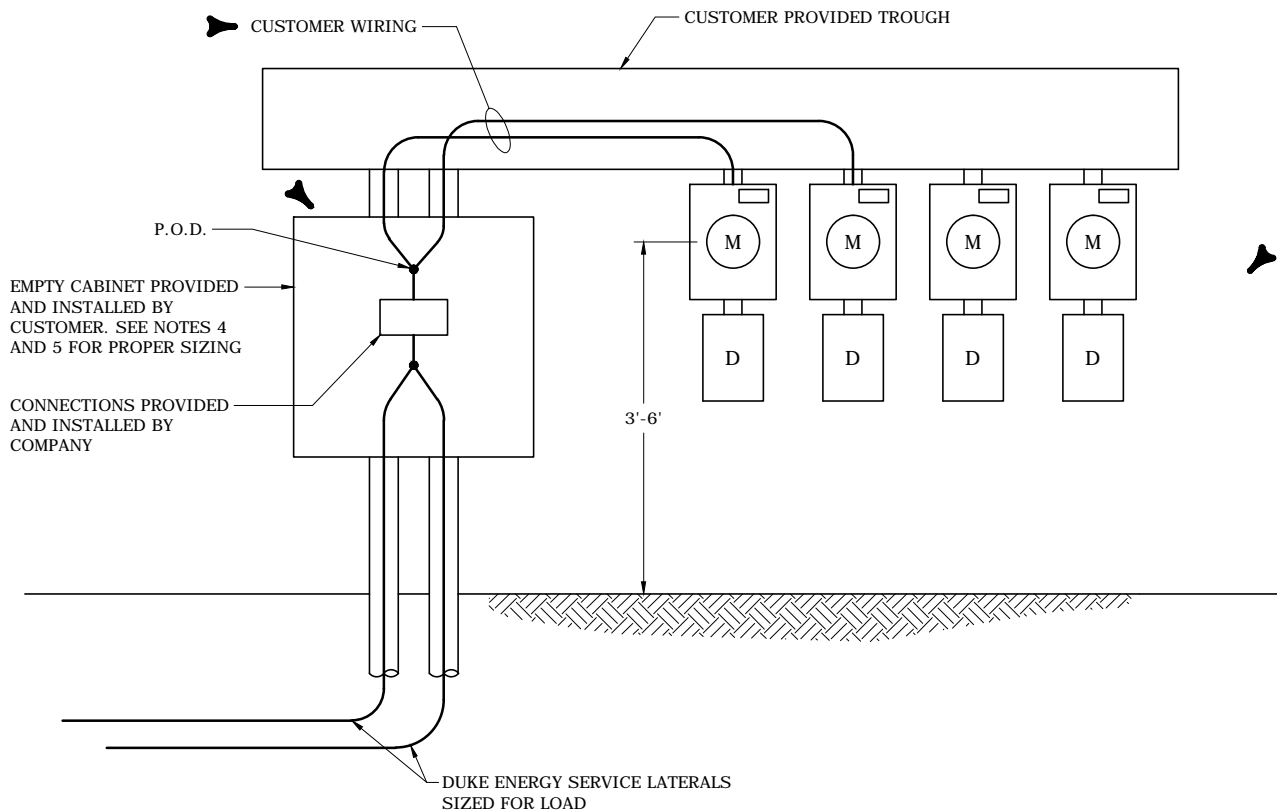 CUSTOMER WIRING
CUSTOMER PROVIDED TROUGH
P.O.D.
EMPTY CABINET PROVIDED
AND INSTALLED BY
CUSTOMER. SEE NOTES 4
AND 5 FOR PROPER SIZING
CONNECTIONS PROVIDED
AND INSTALLED BY
COMPANY
M
M
M
M
D
D
D
D
3'-6'
DUKE ENERGY SERVICE LATERALS
SIZED FOR LOAD